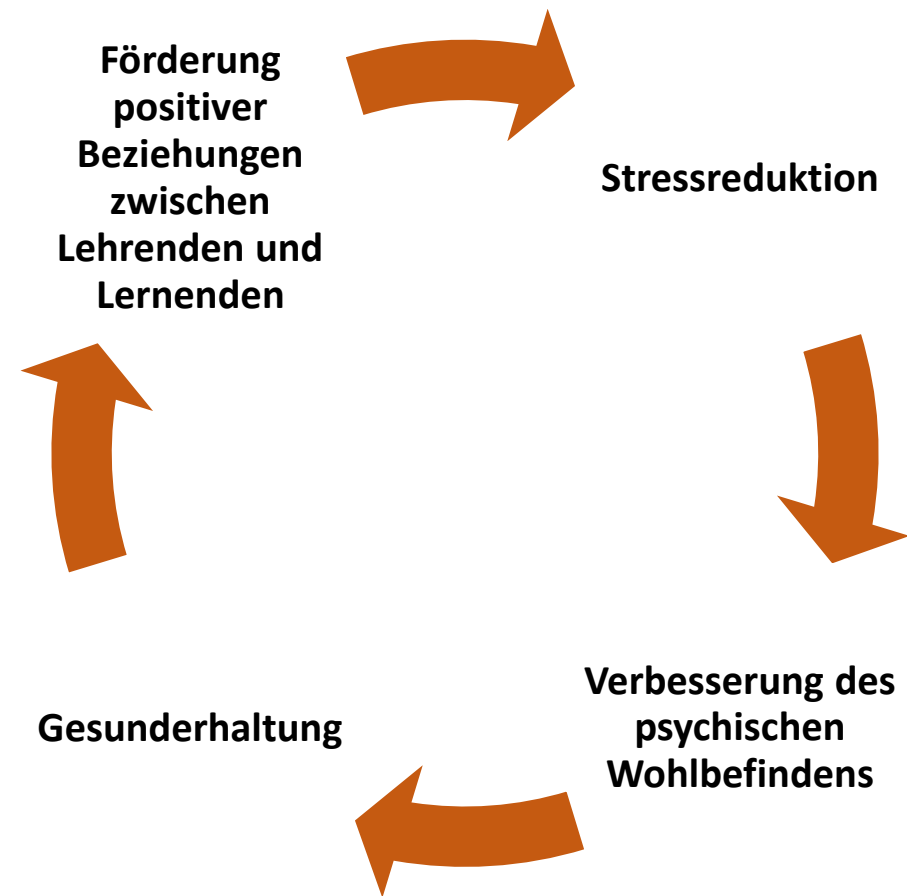 Förderung
positiver
Beziehungen
zwischen
Lehrenden und
Lernenden
Stressreduktion
Verbesserung des
psychischen
Wohlbefindens
Gesunderhaltung